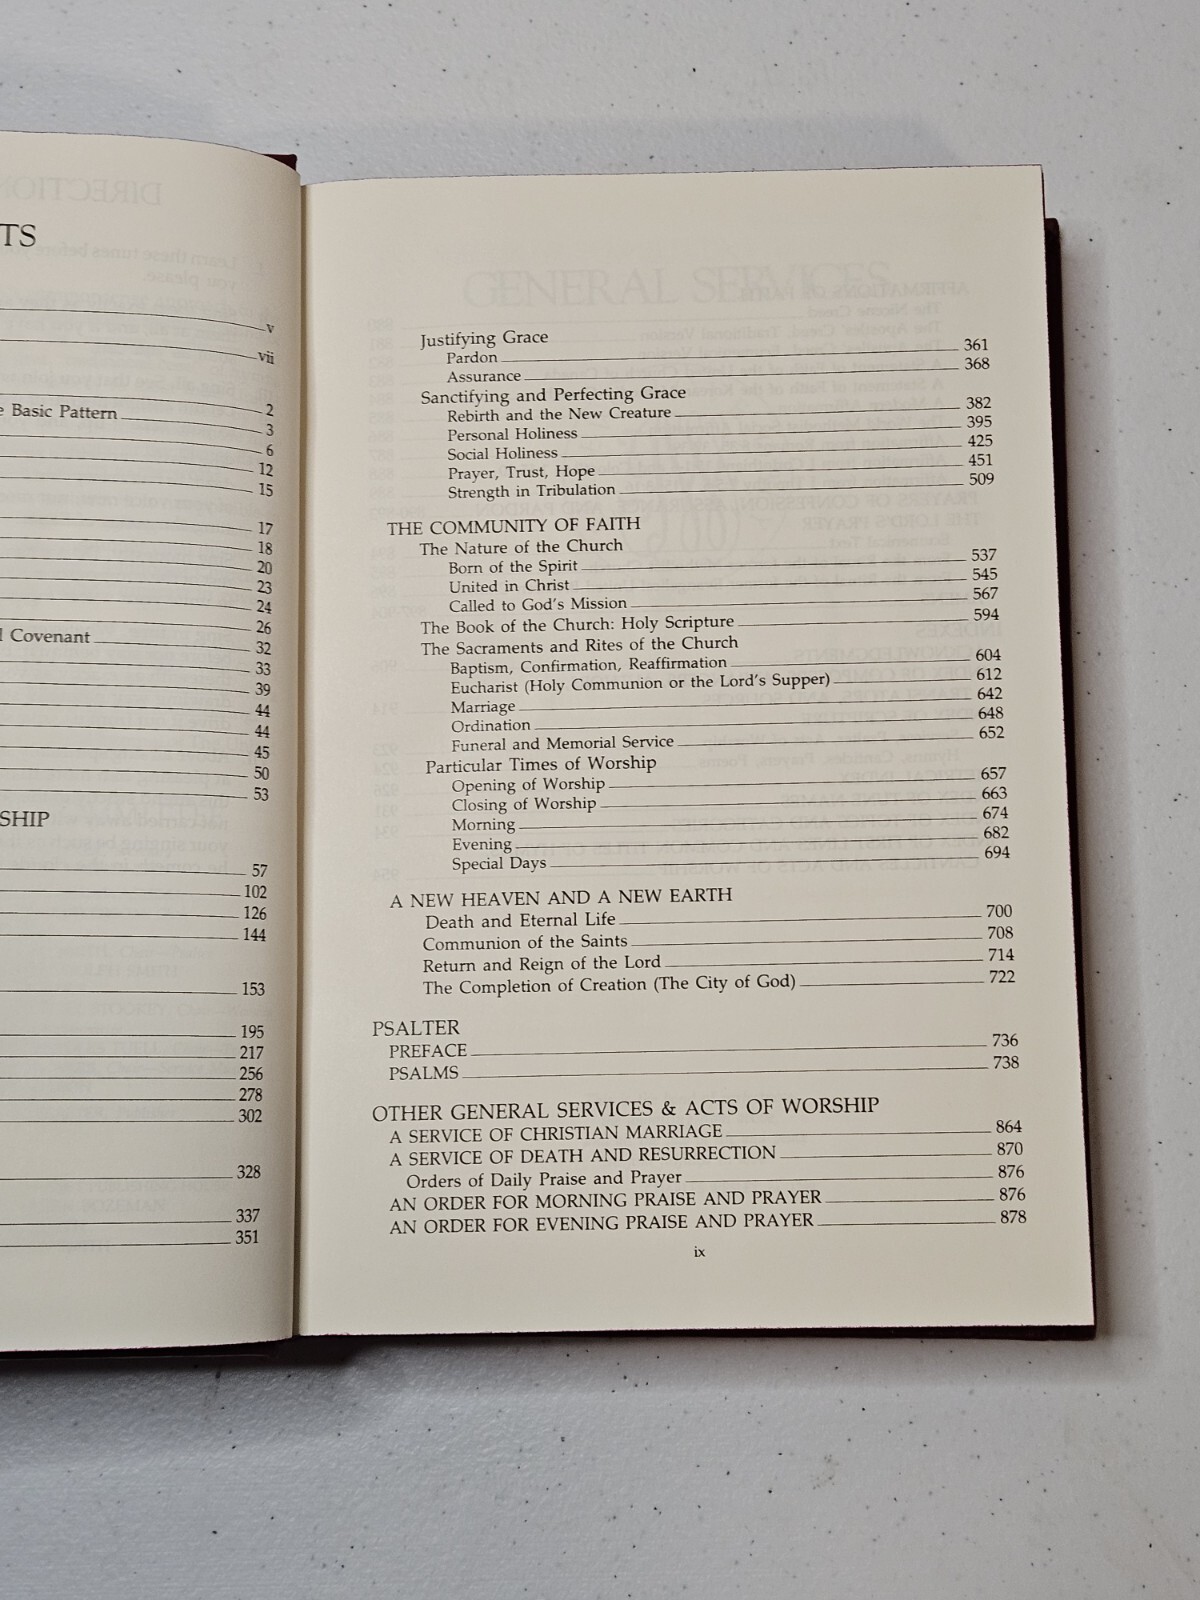 TS
v
vii
2
e Basic Pattern 3
6
12
15
17
18
20
23
24
26
l Covenant 32
33
39
44
44
45
50
53
SHIP
57
102
126
144
153
195
217
256
278
302
328
337
351
DIRECTION
Learn these tunes before
you please.
GENERAL SERVICES
Justifying Grace
Pardon 361
Assurance 368
Sanctifying and Perfecting Grace
Rebirth and the New Creature 382
Personal Holiness 395
Social Holiness 425
Prayer, Trust, Hope 451
Strength in Tribulation 509
THE COMMUNITY OF FAITH
The Nature of the Church
Born of the Spirit 537
United in Christ 545
Called to God's Mission 567
The Book of the Church: Holy Scripture 594
The Sacraments and Rites of the Church
Baptism, Confirmation, Reaffirmation 604
Eucharist (Holy Communion or the Lord's Supper) 612
Marriage 642
Ordination 648
Funeral and Memorial Service 652
Particular Times of Worship
Opening of Worship 657
Closing of Worship 663
Morning 674
Evening 682
Special Days 694
A NEW HEAVEN AND A NEW EARTH
Death and Eternal Life 700
Communion of the Saints 708
Return and Reign of the Lord 714
The Completion of Creation (The City of God) 722
PSALTER
PREFACE 736
PSALMS 738
OTHER GENERAL SERVICES & ACTS OF WORSHIP
A SERVICE OF CHRISTIAN MARRIAGE 864
A SERVICE OF DEATH AND RESURRECTION 870
Orders of Daily Praise and Prayer 876
AN ORDER FOR MORNING PRAISE AND PRAYER 876
AN ORDER FOR EVENING PRAISE AND PRAYER 878
ix